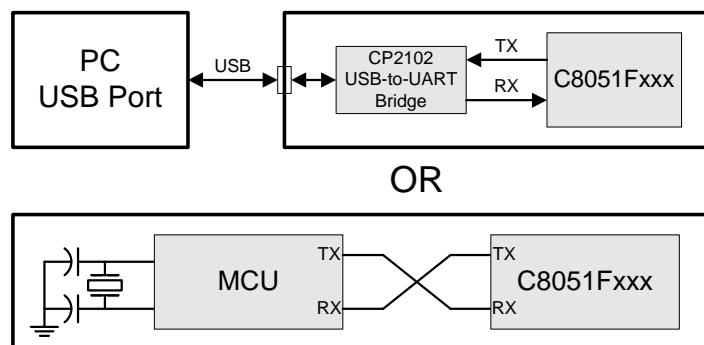 PC
USB Port
USB
CP2102
USB-to-UART
Bridge
TX
RX
C8051Fxxx
OR
MCU
TX
RX
TX
RX
C8051Fxxx